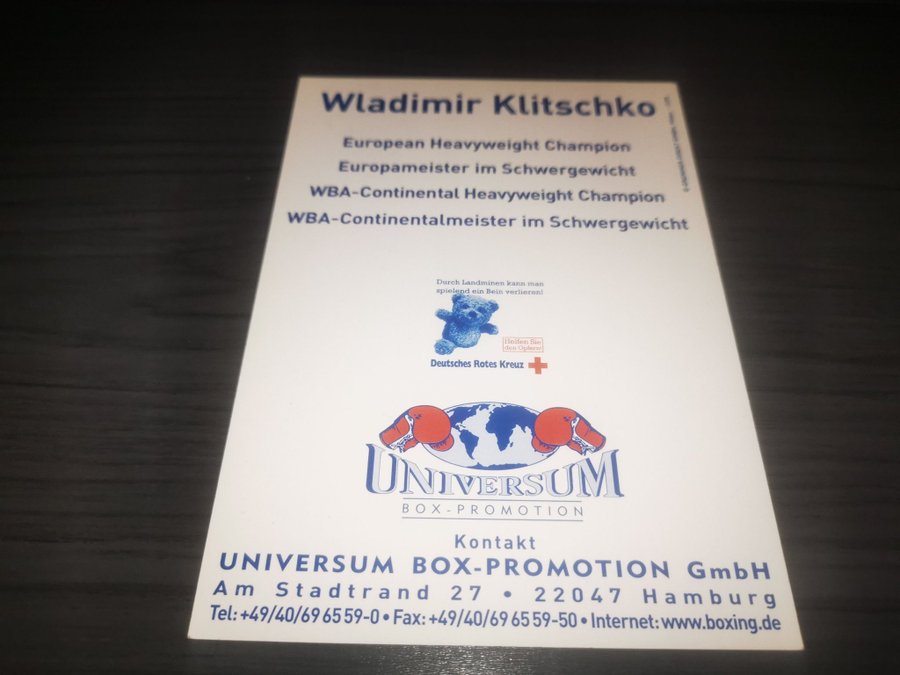 Wladimir Klitschko
European Heavyweight Champion
Europameister im Schwergewicht
WBA-Continental Heavyweight Champion
WBA-Continentalmeister im Schwergewicht
Durch Landminen kann man
spielend ein Bein verlieren!
Helfen Sie
den Opfern!
Deutsches Rotes Kreuz
UNIVERSUM
BOX-PROMOTION
Kontakt
UNIVERSUM BOX-PROMOTION GmbH
Am Stadtrand 27 • 22047 Hamburg
Tel: +49/40/69 65 59-0 • Fax: +49/40/69 65 59-50 • Internet: www.boxing.de